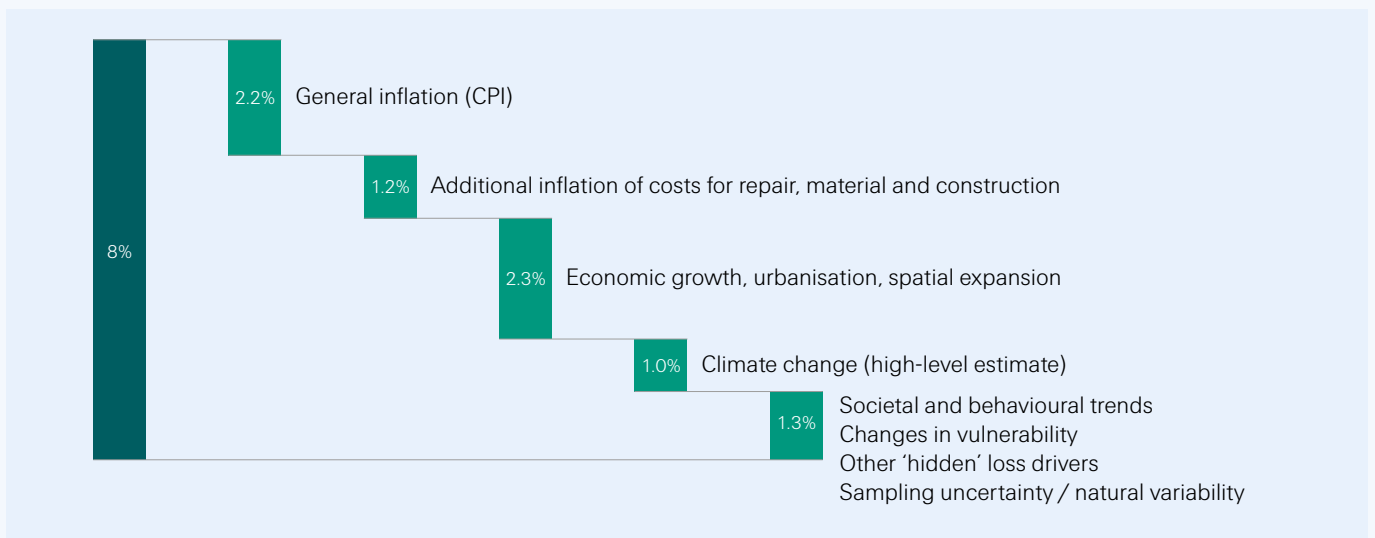 2.2%
General inflation (CPI)
1.2%
Additional inflation of costs for repair, material and construction
8%
2.3%
Economic growth, urbanisation, spatial expansion
1.0%
Climate change (high-level estimate)
1.3%
Societal and behavioural trends
Changes in vulnerability
Other ‘hidden’ loss drivers
Sampling uncertainty / natural variability